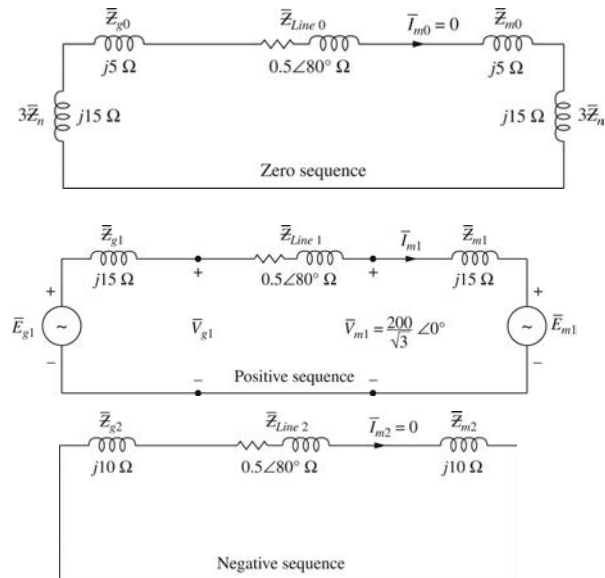 Z̶̄g0 Z̶̄Line 0 Īm0 = 0 Z̶̄m0
j5 Ω 0.5∠80° Ω j5 Ω
3Z̶̄n j15 Ω j15 Ω 3Z̶̄n
Zero sequence
Z̶̄g1 Z̶̄Line 1 Īm1 Z̶̄m1
j15 Ω + 0.5∠80° Ω + j15 Ω
+ +
Ēg1 ~ V̄g1 V̄m1 = 200/√3 ∠0° ~ Ēm1
– –
– Positive sequence –
Z̶̄g2 Z̶̄Line 2 Īm2 = 0 Z̶̄m2
j10 Ω 0.5∠80° Ω j10 Ω
Negative sequence